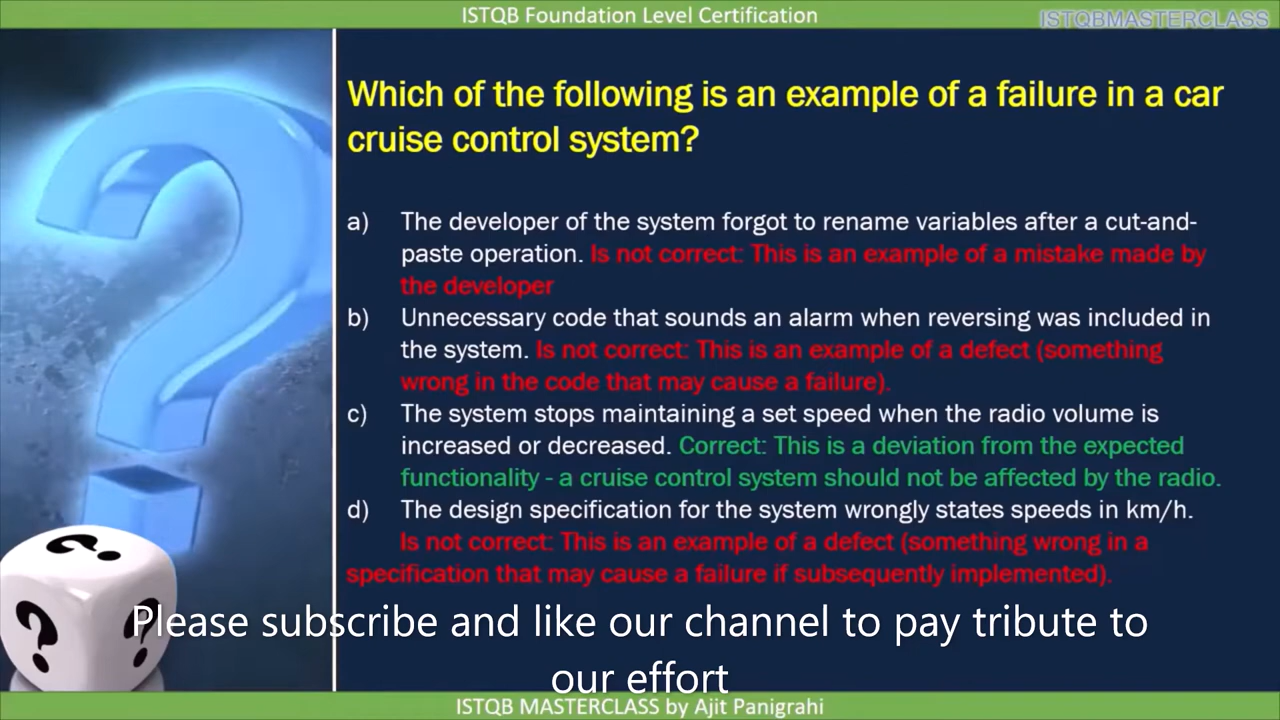 ISTQB Foundation Level Certification
ISTQBMASTERCLASS
Which of the following is an example of a failure in a car
cruise control system?
a) The developer of the system forgot to rename variables after a cut-and-
paste operation. Is not correct: This is an example of a mistake made by
the developer
b) Unnecessary code that sounds an alarm when reversing was included in
the system. Is not correct: This is an example of a defect (something
wrong in the code that may cause a failure).
c) The system stops maintaining a set speed when the radio volume is
increased or decreased. Correct: This is a deviation from the expected
functionality - a cruise control system should not be affected by the radio.
d) The design specification for the system wrongly states speeds in km/h.
Is not correct: This is an example of a defect (something wrong in a
specification that may cause a failure if subsequently implemented).
Please subscribe and like our channel to pay tribute to
our effort
ISTQB MASTERCLASS by Ajit Panigrahi